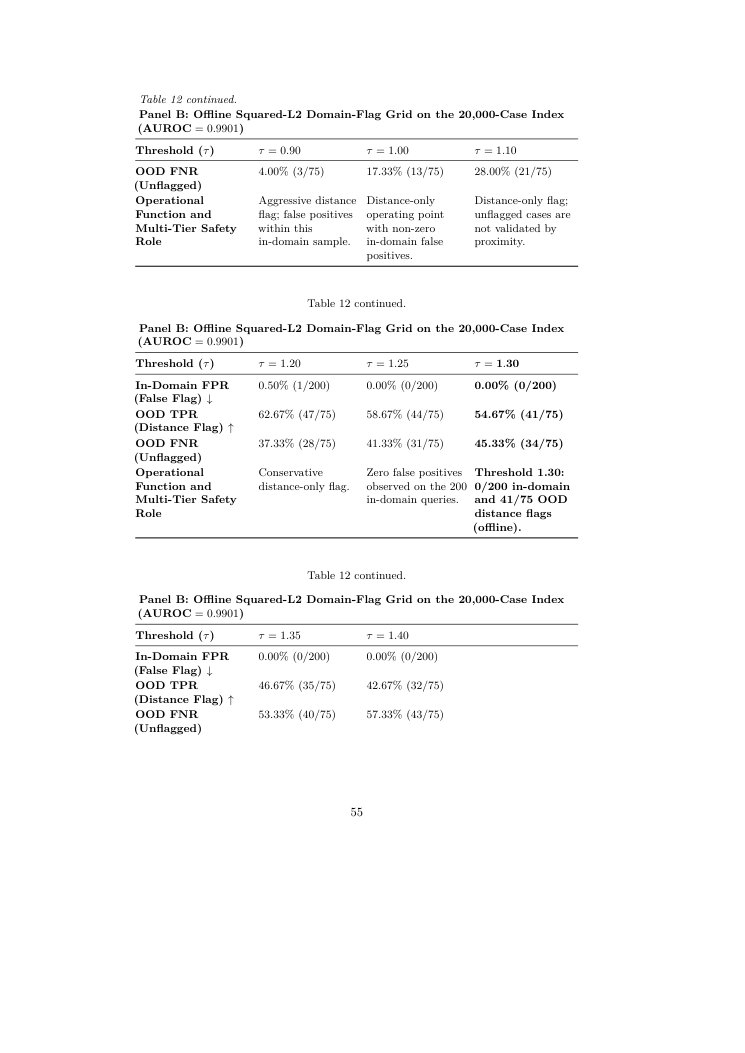 Table 12 continued.
Panel B: Offline Squared-L2 Domain-Flag Grid on the 20,000-Case Index
(AUROC = 0.9901)
Threshold (τ) τ = 0.90 τ = 1.00 τ = 1.10
OOD FNR 4.00% (3/75) 17.33% (13/75) 28.00% (21/75)
(Unflagged)
Operational Aggressive distance Distance-only Distance-only flag;
Function and flag; false positives operating point unflagged cases are
Multi-Tier Safety within this with non-zero not validated by
Role in-domain sample. in-domain false proximity.
positives.
Table 12 continued.
Panel B: Offline Squared-L2 Domain-Flag Grid on the 20,000-Case Index
(AUROC = 0.9901)
Threshold (τ) τ = 1.20 τ = 1.25 τ = 1.30
In-Domain FPR 0.50% (1/200) 0.00% (0/200) 0.00% (0/200)
(False Flag) ↓
OOD TPR 62.67% (47/75) 58.67% (44/75) 54.67% (41/75)
(Distance Flag) ↑
OOD FNR 37.33% (28/75) 41.33% (31/75) 45.33% (34/75)
(Unflagged)
Operational Conservative Zero false positives Threshold 1.30:
Function and distance-only flag. observed on the 200 0/200 in-domain
Multi-Tier Safety in-domain queries. and 41/75 OOD
Role distance flags
(offline).
Table 12 continued.
Panel B: Offline Squared-L2 Domain-Flag Grid on the 20,000-Case Index
(AUROC = 0.9901)
Threshold (τ) τ = 1.35 τ = 1.40
In-Domain FPR 0.00% (0/200) 0.00% (0/200)
(False Flag) ↓
OOD TPR 46.67% (35/75) 42.67% (32/75)
(Distance Flag) ↑
OOD FNR 53.33% (40/75) 57.33% (43/75)
(Unflagged)
55